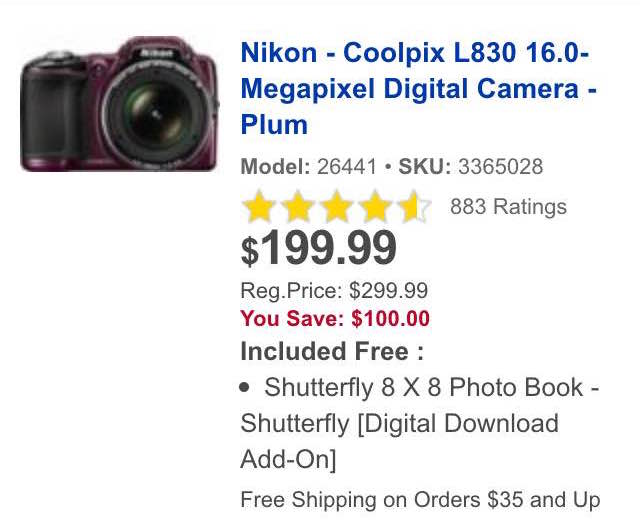 Nikon
Nikon - Coolpix L830 16.0-
Megapixel Digital Camera -
Plum
Model: 26441 • SKU: 3365028
883 Ratings
$199.99
Reg.Price: $299.99
You Save: $100.00
Included Free :
• Shutterfly 8 X 8 Photo Book -
Shutterfly [Digital Download
Add-On]
Free Shipping on Orders $35 and Up